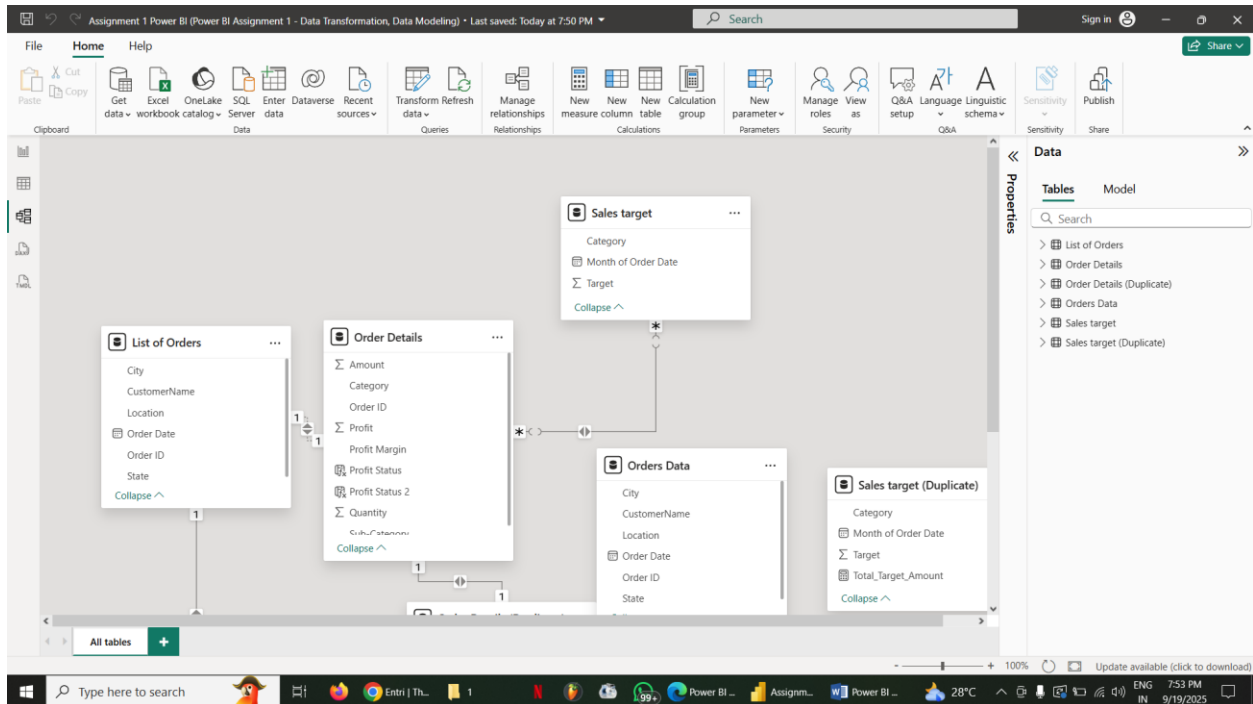 Assignment 1 Power BI (Power BI Assignment 1 - Data Transformation, Data Modeling) • Last saved: Today at 7:50 PM
Search
Sign in
File Home Help
Share
Paste
Cut
Copy
Get data
Excel workbook
OneLake catalog
SQL Server
Enter data
Dataverse
Recent sources
Transform data
Refresh
Manage relationships
New measure
New column
New table
Calculation group
New parameter
Manage roles
View as
Q&A setup
Language
Linguistic schema
Sensitivity
Publish
Clipboard
Data
Queries
Relationships
Calculations
Parameters
Security
Q&A
Sensitivity
Share
Sales target
Category
Month of Order Date
Target
Collapse
List of Orders
City
CustomerName
Location
Order Date
Order ID
State
Collapse
1
1
1
Order Details
Amount
Category
Order ID
Profit
Profit Margin
Profit Status
Profit Status 2
Quantity
Collapse
1
1
Orders Data
City
CustomerName
Location
Order Date
Order ID
State
Sales target (Duplicate)
Category
Month of Order Date
Target
Total_Target_Amount
Collapse
Properties
Data
Tables Model
Search
List of Orders
Order Details
Order Details (Duplicate)
Orders Data
Sales target
Sales target (Duplicate)
All tables
100%
Update available (click to download)
Type here to search
Entri | Th...
1
99+
Power BI ...
Assignm...
Power BI ...
28°C
ENG
IN
7:53 PM
9/19/2025